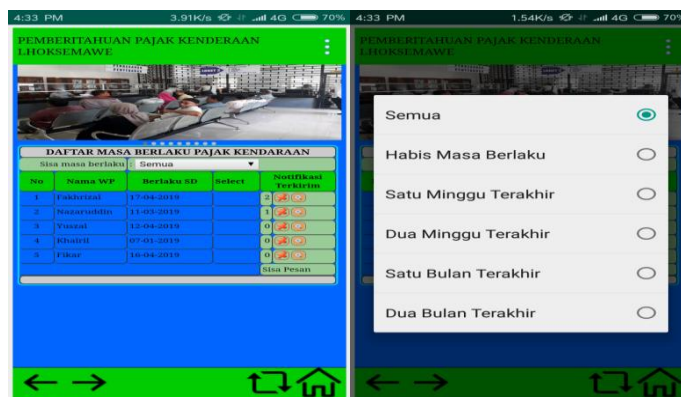 4:33 PM 3.91K/s 4G 70%
PEMBERITAHUAN PAJAK KENDERAAN
LHOKSEMAWE
DAFTAR MASA BERLAKU PAJAK KENDARAAN
Sisa masa berlaku : Semua
No Nama WP Berlaku SD Select Notifikasi Terkirim
1 Fakhrizal 17-04-2019 2
2 Nazaruddin 11-03-2019 1
3 Yuszal 12-04-2019 0
4 Khairil 07-01-2019 0
5 Fikar 16-04-2019 0
Sisa Pesan
4:33 PM 1.54K/s 4G 70%
PEMBERITAHUAN PAJAK KENDERAAN
LHOKSEMAWE
Semua
Habis Masa Berlaku
Satu Minggu Terakhir
Dua Minggu Terakhir
Satu Bulan Terakhir
Dua Bulan Terakhir